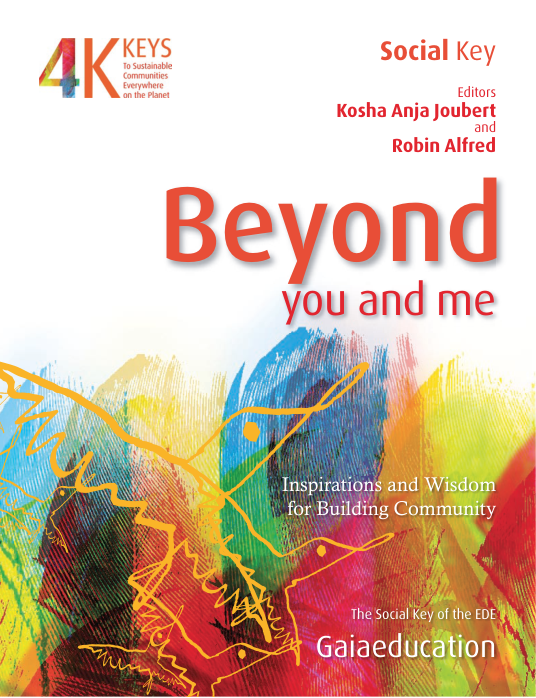 4K KEYS
To Sustainable
Communities
Everywhere
on the Planet
Social Key
Editors
Kosha Anja Joubert
and
Robin Alfred
Beyond
you and me
Inspirations and Wisdom
for Building Community
The Social Key of the EDE
Gaiaeducation